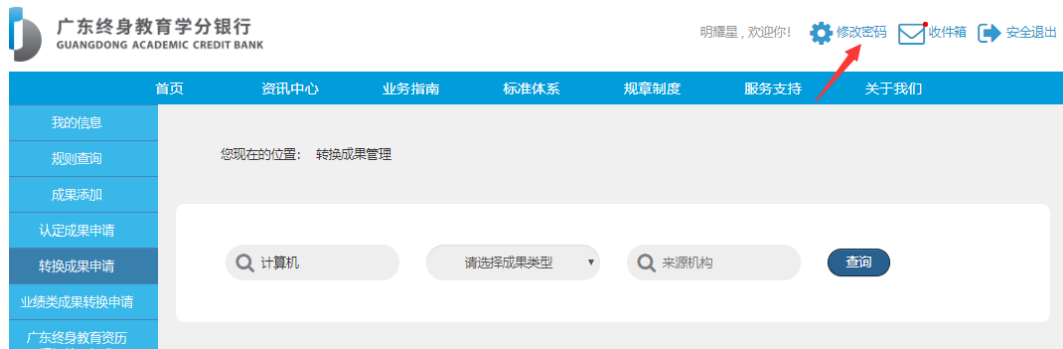 广东终身教育学分银行
GUANGDONG ACADEMIC CREDIT BANK
明耀星，欢迎你！ 修改密码 收件箱 安全退出
首页 资讯中心 业务指南 标准体系 规章制度 服务支持 关于我们
我的信息
规则查询
您现在的位置： 转换成果管理
成果添加
认定成果申请
转换成果申请
计算机 请选择成果类型 来源机构 查询
业绩类成果转换申请
广东终身教育资历